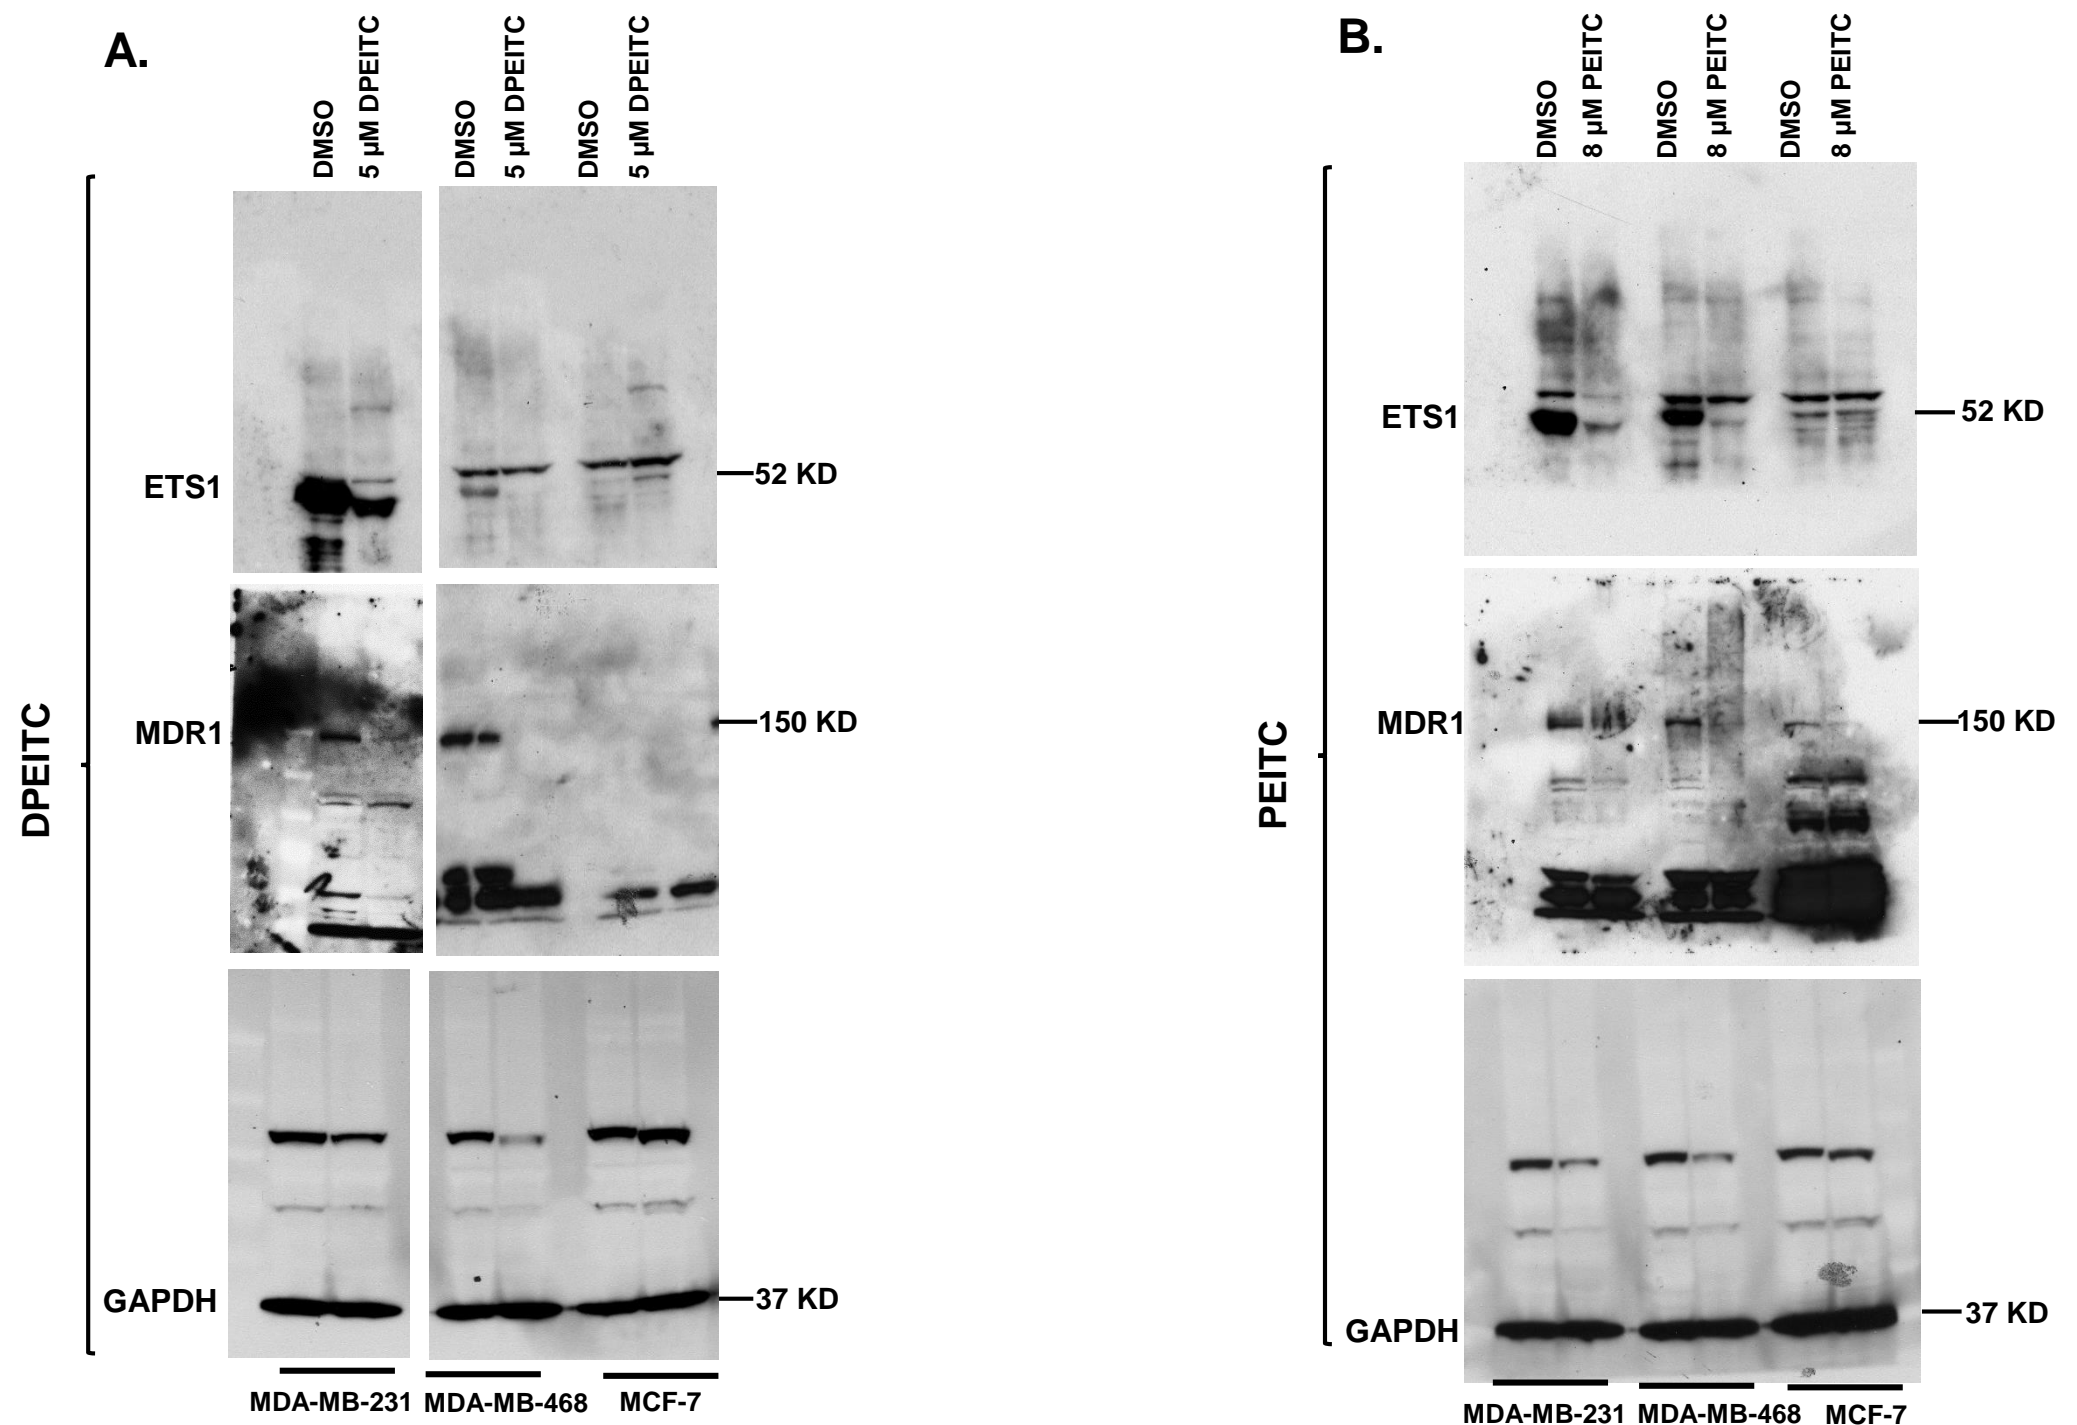 A.
DMSO
5 µM DPEITC
DMSO
5 µM DPEITC
DMSO
5 µM DPEITC
DPEITC
ETS1
52 KD
MDR1
150 KD
GAPDH
37 KD
MDA-MB-231
MDA-MB-468
MCF-7
B.
DMSO
8 µM PEITC
DMSO
8 µM PEITC
DMSO
8 µM PEITC
PEITC
ETS1
52 KD
MDR1
150 KD
GAPDH
37 KD
MDA-MB-231
MDA-MB-468
MCF-7